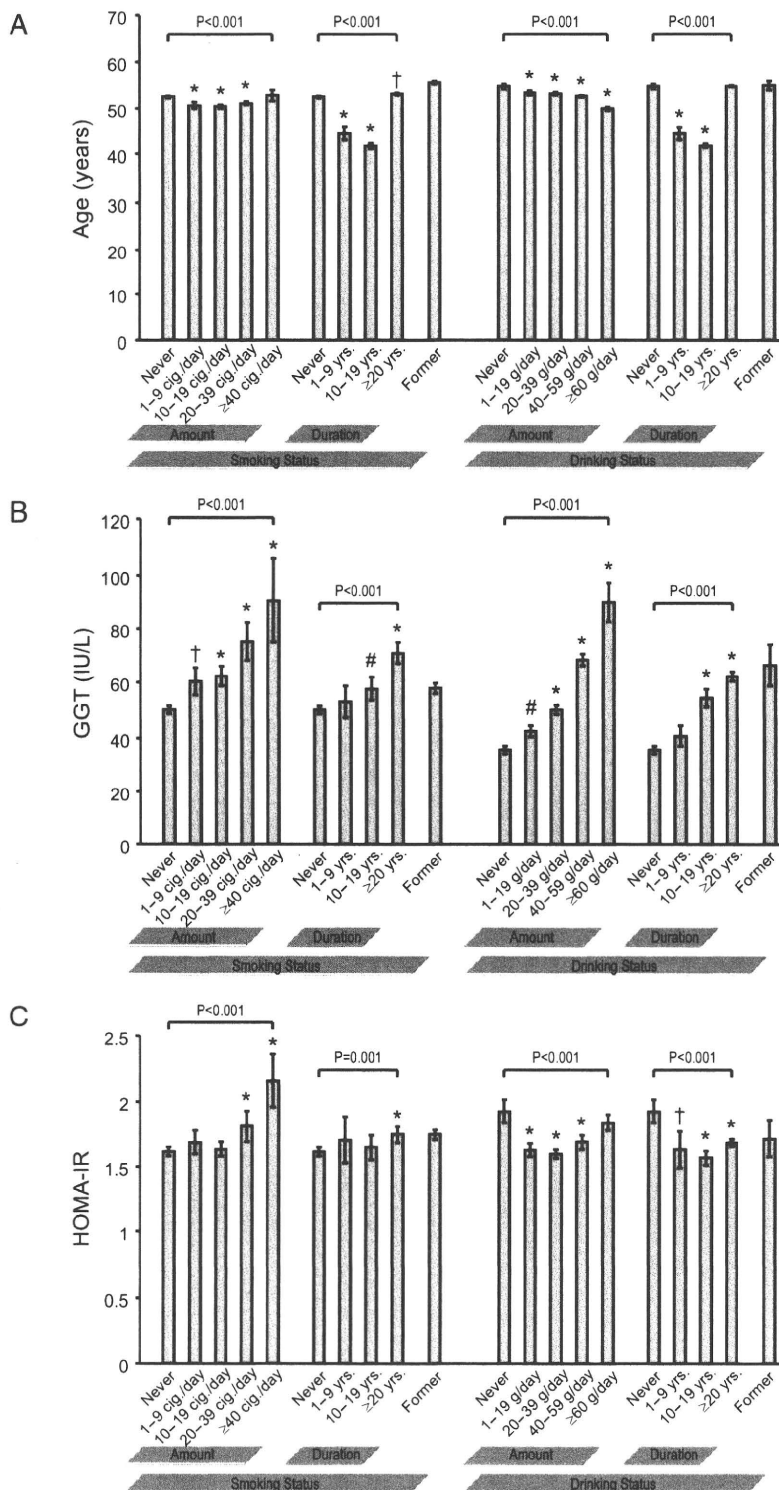 A
P<0.001
P<0.001
P<0.001
P<0.001
70
60
50
40
30
20
10
0
Age (years)
* * * * * † * * * * * *
Never
1–9 cig./day
10–19 cig./day
20–39 cig./day
≥40 cig./day
Never
1–9 yrs.
10–19 yrs.
≥20 yrs.
Former
Never
1–19 g/day
20–39 g/day
40–59 g/day
≥60 g/day
Never
1–9 yrs.
10–19 yrs.
≥20 yrs.
Former
Amount
Duration
Amount
Duration
Smoking Status
Drinking Status
B
P<0.001
P<0.001
P<0.001
P<0.001
120
100
80
60
40
20
0
GGT (IU/L)
† * * * # * # * * * * *
Never
1–9 cig./day
10–19 cig./day
20–39 cig./day
≥40 cig./day
Never
1–9 yrs.
10–19 yrs.
≥20 yrs.
Former
Never
1–19 g/day
20–39 g/day
40–59 g/day
≥60 g/day
Never
1–9 yrs.
10–19 yrs.
≥20 yrs.
Former
Amount
Duration
Amount
Duration
Smoking Status
Drinking Status
C
P<0.001
P=0.001
P<0.001
P<0.001
2.5
2
1.5
1
0.5
0
HOMA-IR
* * * * * * † * *
Never
1–9 cig./day
10–19 cig./day
20–39 cig./day
≥40 cig./day
Never
1–9 yrs.
10–19 yrs.
≥20 yrs.
Former
Never
1–19 g/day
20–39 g/day
40–59 g/day
≥60 g/day
Never
1–9 yrs.
10–19 yrs.
≥20 yrs.
Former
Amount
Duration
Amount
Duration
Smoking Status
Drinking Status